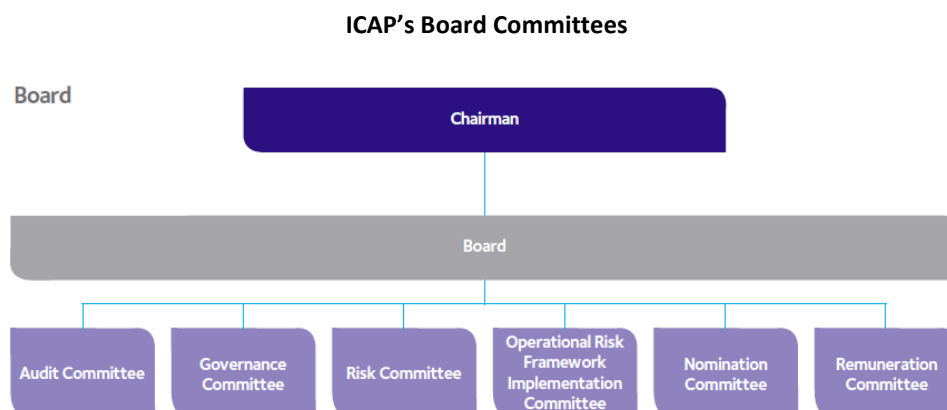 ICAP’s Board Committees
Board
Chairman
Board
Audit Committee
Governance
Committee
Risk Committee
Operational Risk
Framework
Implementation
Committee
Nomination
Committee
Remuneration
Committee